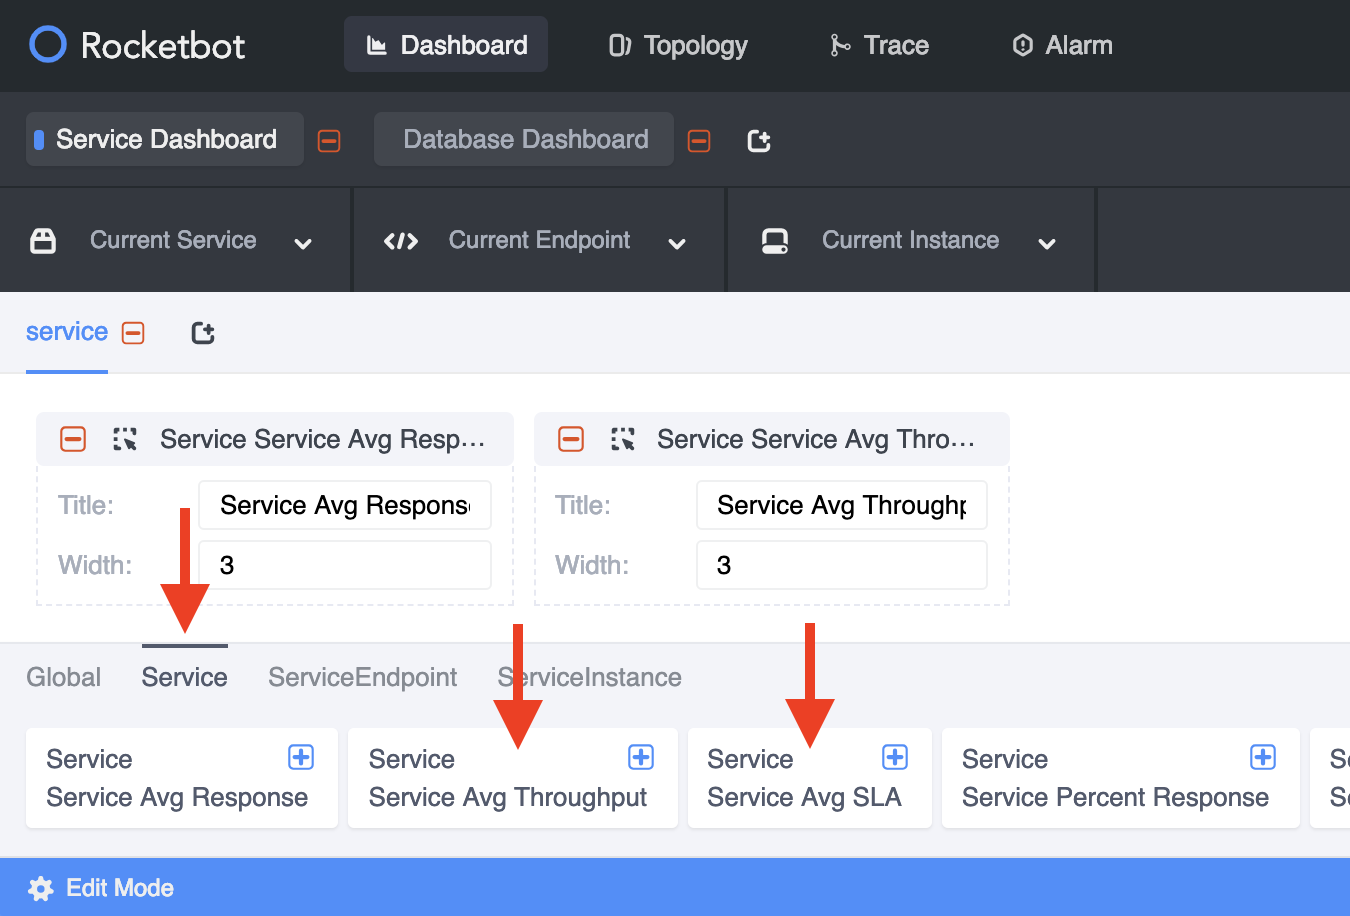 Rocketbot
Dashboard
Topology
Trace
Alarm
Service Dashboard
Database Dashboard
Current Service
Current Endpoint
Current Instance
service
Service Service Avg Resp...
Title:
Service Avg Respons
Width:
3
Service Service Avg Thro...
Title:
Service Avg Throughp
Width:
3
Global
Service
ServiceEndpoint
ServiceInstance
Service
Service Avg Response
Service
Service Avg Throughput
Service
Service Avg SLA
Service
Service Percent Response
Edit Mode